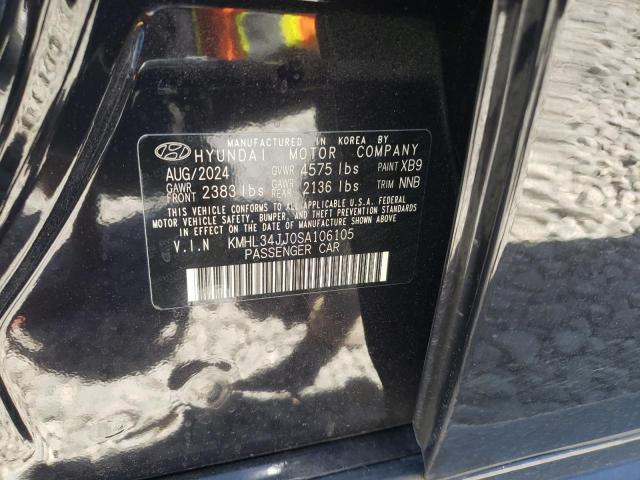 MANUFACTURED IN KOREA BY
HYUNDAI MOTOR COMPANY
AUG/2024 GVWR 4575 lbs PAINT XB9
GAWR FRONT 2383 lbs GAWR REAR 2136 lbs TRIM NNB
THIS VEHICLE CONFORMS TO ALL APPLICABLE U.S.A. FEDERAL
MOTOR VEHICLE SAFETY, BUMPER, AND THEFT PREVENTION STANDARDS
IN EFFECT ON THE DATE OF MANUFACTURE SHOWN ABOVE
V.I.N KMHL34JJ0SA106105
PASSENGER CAR